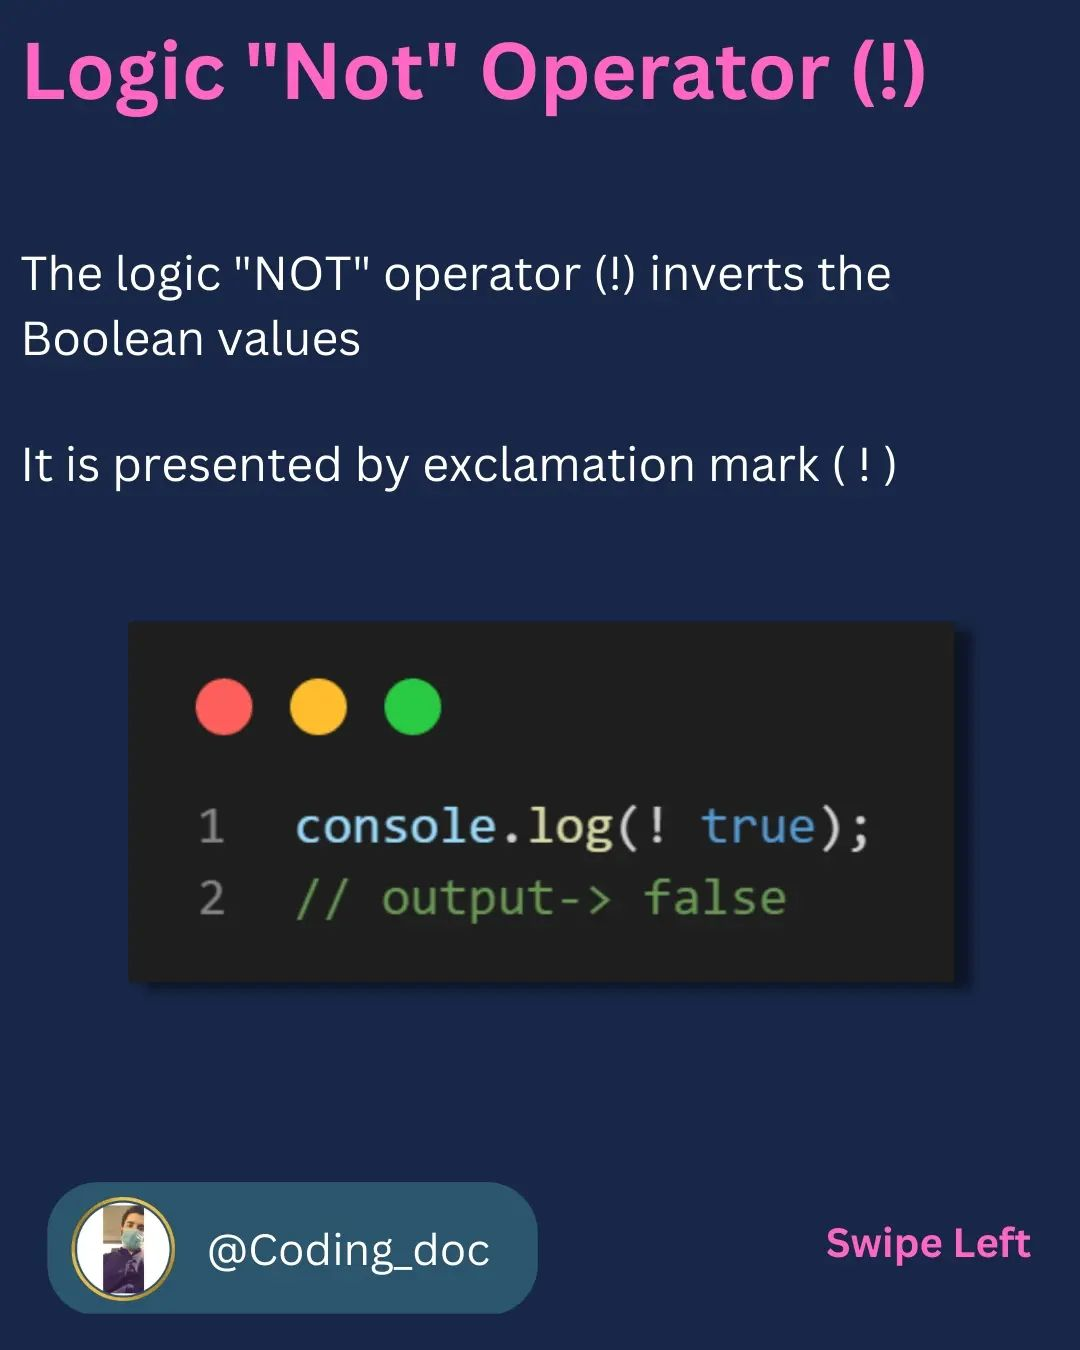 Logic "Not" Operator (!)
The logic "NOT" operator (!) inverts the
Boolean values
It is presented by exclamation mark ( ! )
1 console.log(! true);
2 // output-> false
@Coding_doc
Swipe Left